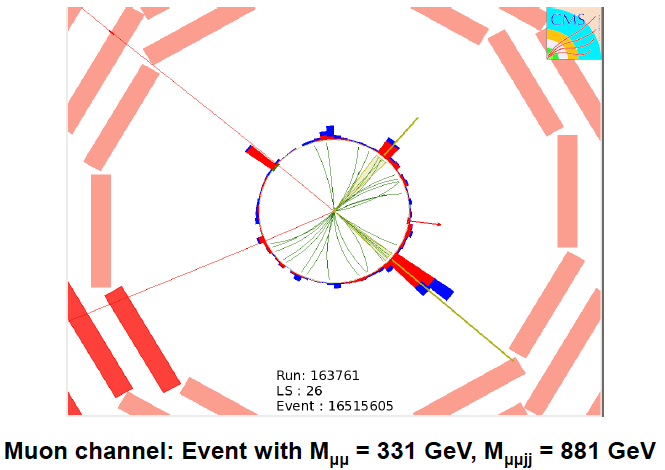 CMS
Run: 163761
LS : 26
Event : 16515605
Muon channel: Event with Mμμ = 331 GeV, Mμμjj = 881 GeV